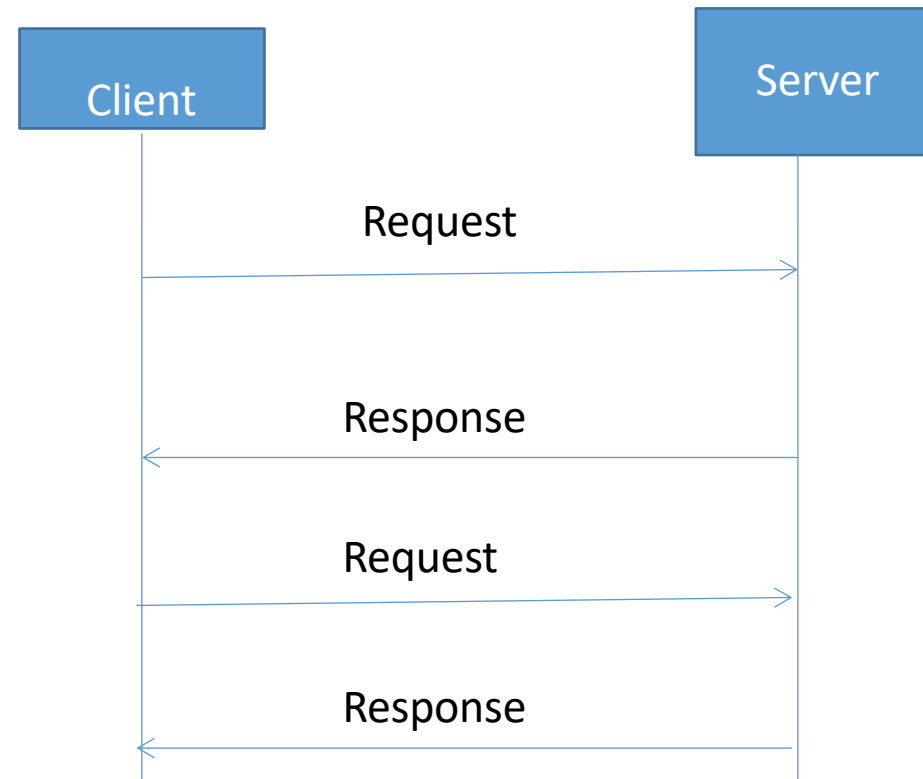 Client
Server
Request
Response
Request
Response